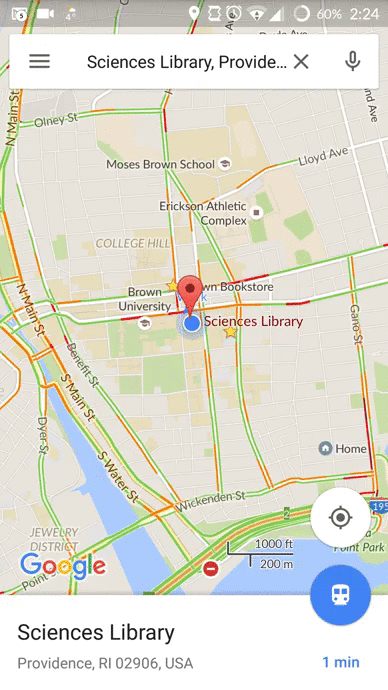 5
60%
2:24
Sciences Library, Provide...
Olney St
N Main St
Lloyd Ave
Moses Brown School
Erickson Athletic
Complex
COLLEGE HILL
wn Bookstore
Brown
University
Sciences Library
N Main St
Benefit St
Gano St
S Main St
Dyer St
Home
S Water St
Wickenden St
195
JEWELRY
DISTRICT
Google
1000 ft
200 m
Point Park
Point
Sciences Library
Providence, RI 02906, USA
1 min